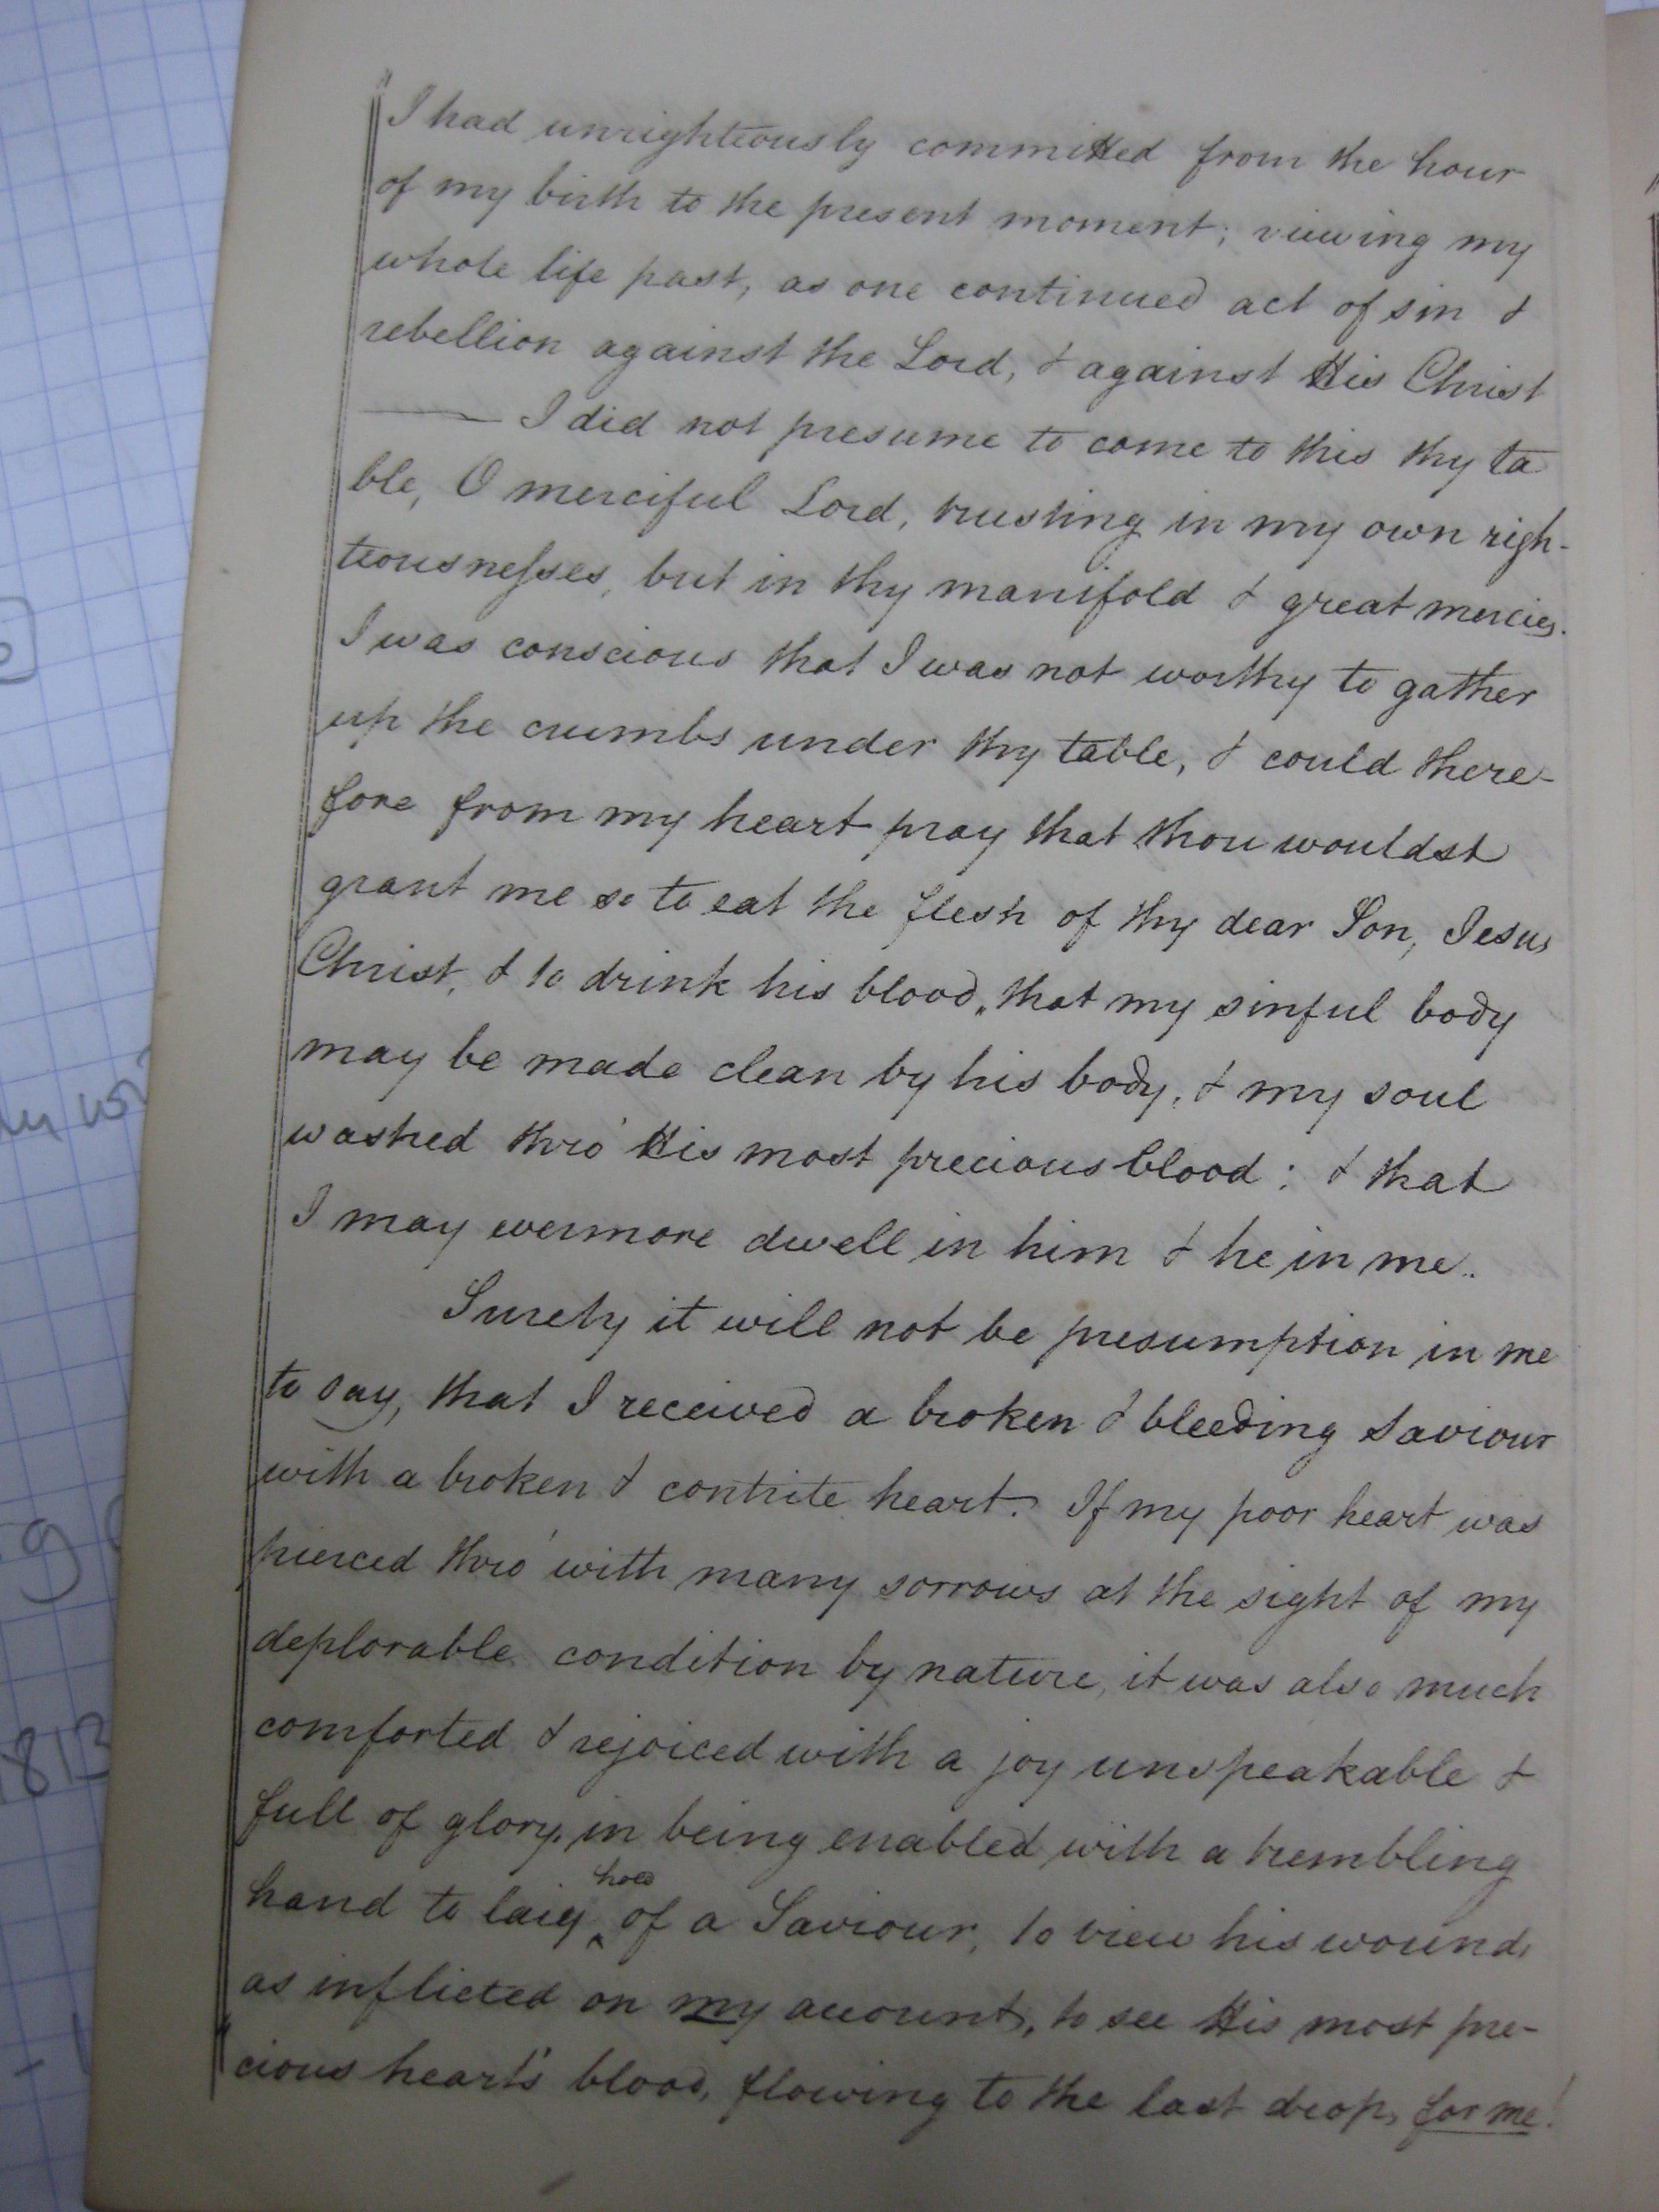 I had unrighteously committed from the hour
of my birth to the present moment; viewing my
whole life past, as one continued act of sin &
rebellion against the Lord, & against His Christ
—— I did not presume to come to this thy ta
ble, O merciful Lord, trusting in my own righ-
teousnesses, but in thy manifold & great mercies.
I was conscious that I was not worthy to gather
up the crumbs under thy table, & could there-
fore from my heart pray that thou wouldst
grant me so to eat the flesh of thy dear Son, Jesus
Christ, & to drink his blood, that my sinful body
may be made clean by his body, & my soul
washed thro' His most precious blood; & that
I may evermore dwell in him & he in me..
Surely it will not be presumption in me
to say, that I received a broken & bleeding Saviour
with a broken & contrite heart. If my poor heart was
pierced thro' with many sorrows at the sight of my
deplorable condition by nature, it was also much
comforted & rejoiced with a joy unspeakable &
full of glory, in being enabled with a trembling
hold
hand to laiy ‸ of a Saviour, to view his wounds
as inflicted on my account, to see His most pre-
cious heart's blood, flowing to the last drop, for me!
1813